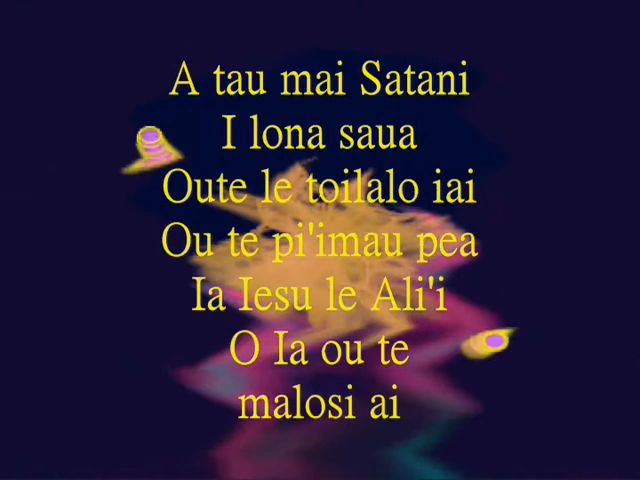 A tau mai Satani
I lona saua
Oute le toilalo iai
Ou te pi'imau pea
Ia Iesu le Ali'i
O Ia ou te
malosi ai